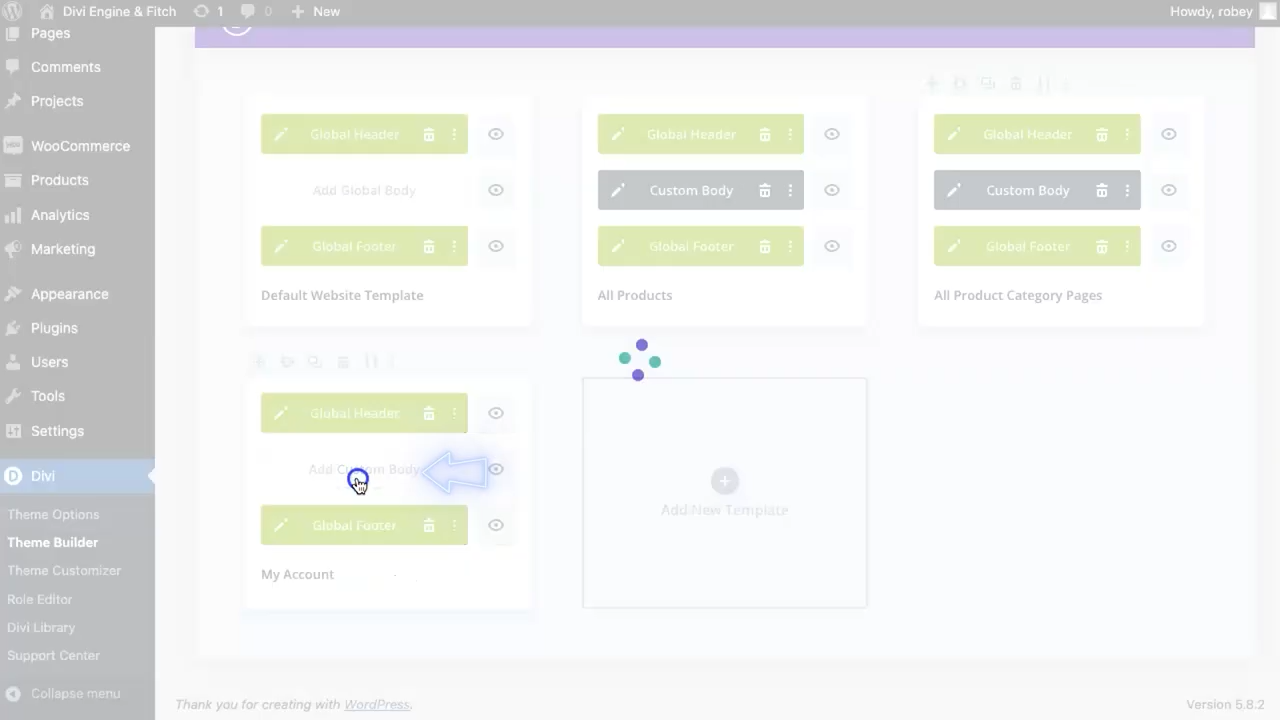 Divi Engine & Fitch 1 0 New Howdy, robey
Pages
Comments
Projects
WooCommerce
Products
Analytics
Marketing
Appearance
Plugins
Users
Tools
Settings
Divi
Theme Options
Theme Builder
Theme Customizer
Role Editor
Divi Library
Support Center
Collapse menu
Global Header
Add Global Body
Global Footer
Default Website Template
Global Header
Custom Body
Global Footer
All Products
Global Header
Custom Body
Global Footer
All Product Category Pages
Global Header
Add Custom Body
Global Footer
My Account
Add New Template
Thank you for creating with WordPress.
Version 5.8.2